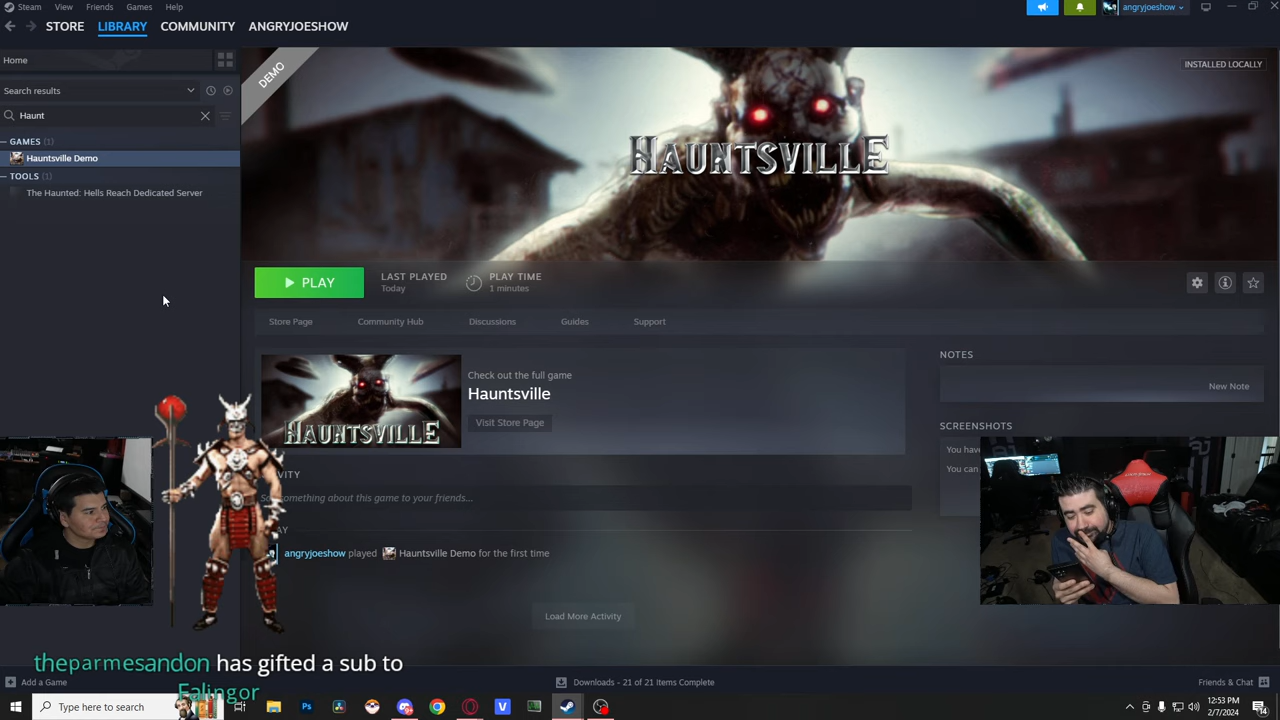 Steam View Friends Games Help
angryjoeshow
STORE LIBRARY COMMUNITY ANGRYJOESHOW
Home
Search results
Haunt
GAMES (1)
Hauntsville Demo
TOOLS (1)
The Haunted: Hells Reach Dedicated Server
DEMO
INSTALLED LOCALLY
HAUNTSVILLE
PLAY
LAST PLAYED
Today
PLAY TIME
1 minutes
Store Page Community Hub Discussions Guides Support
HAUNTSVILLE
Check out the full game
Hauntsville
Visit Store Page
NOTES
New Note
SCREENSHOTS
You have
You can
something about this game to your friends...
angryjoeshow played Hauntsville Demo for the first time
Load More Activity
theparmesandon has gifted a sub to
Falingor
Add a Game
Downloads - 21 of 21 Items Complete
Friends & Chat
Type here to search
12:53 PM
2/7/2024